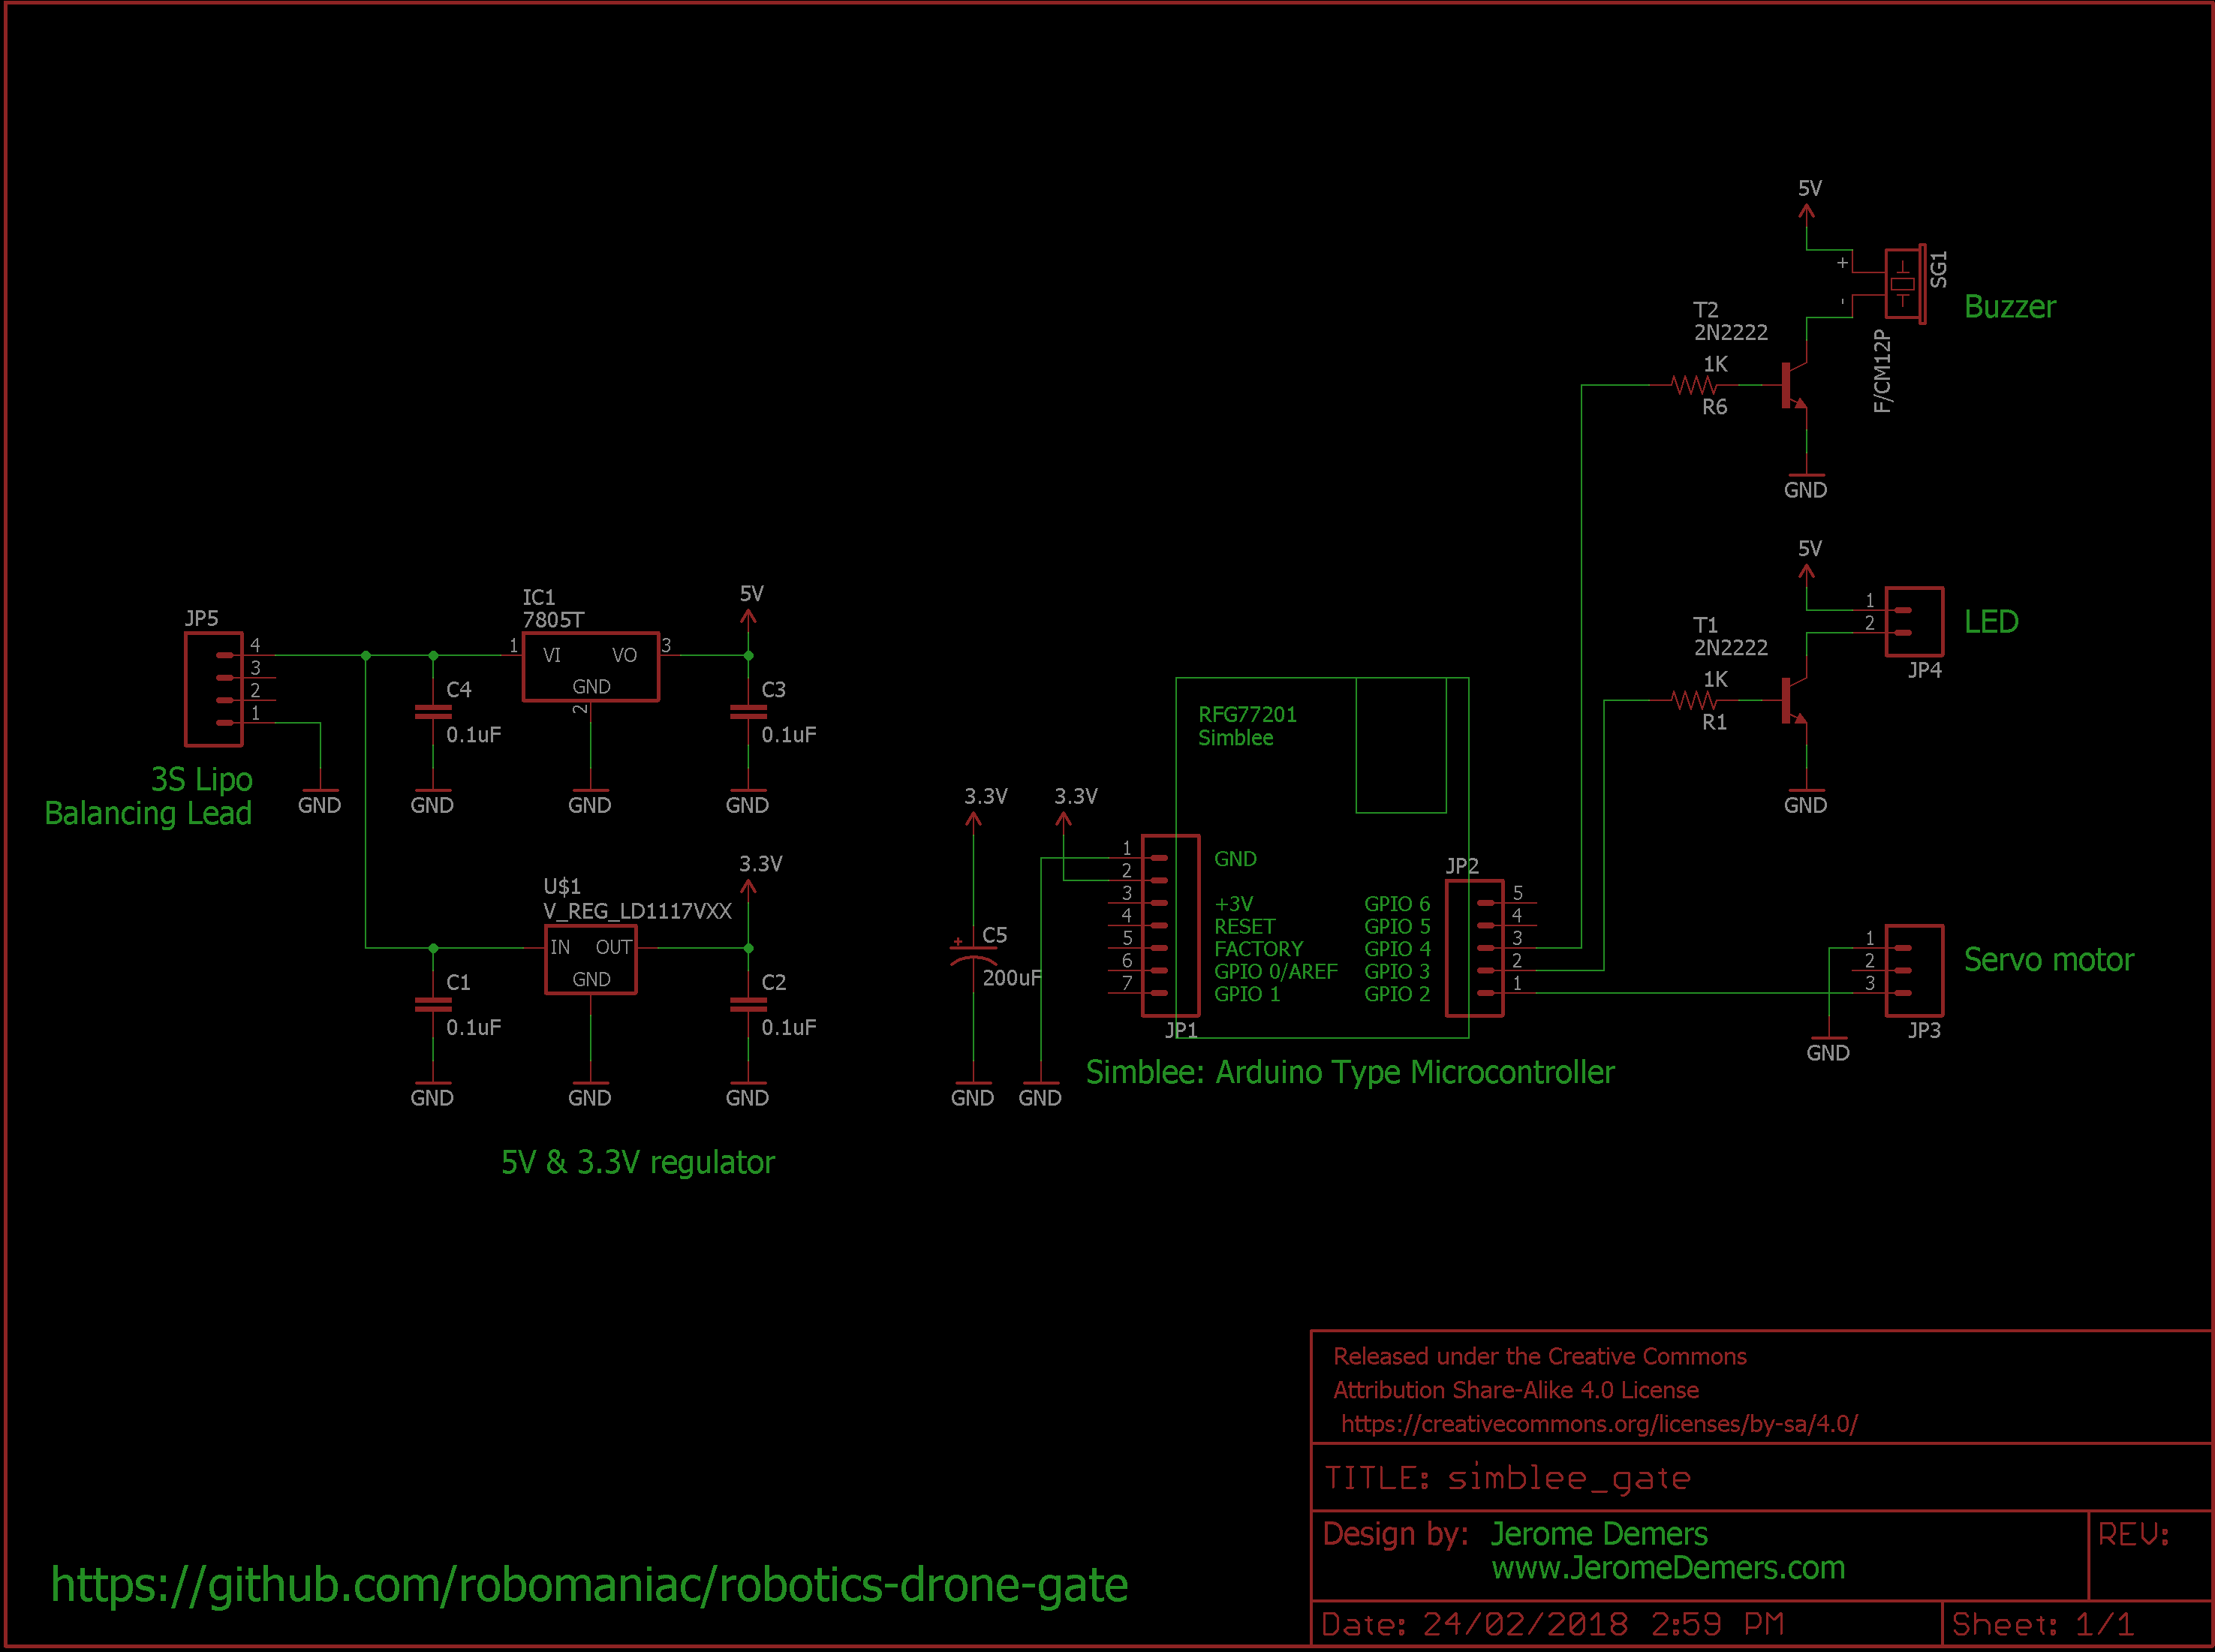 JP5
4
3
2
1
3S Lipo
Balancing Lead
GND
C4
0.1uF
GND
IC1
7805T
1
VI
VO
3
GND
2
GND
5V
C3
0.1uF
GND
U$1
V_REG_LD1117VXX
IN
OUT
GND
GND
3.3V
C1
0.1uF
GND
C2
0.1uF
GND
5V & 3.3V regulator
3.3V
C5
200uF
GND
3.3V
GND
RFG77201
Simblee
1
2
3
4
5
6
7
JP1
GND
+3V
RESET
FACTORY
GPIO 0/AREF
GPIO 1
GPIO 6
GPIO 5
GPIO 4
GPIO 3
GPIO 2
JP2
5
4
3
2
1
Simblee: Arduino Type Microcontroller
5V
+
-
SG1
F/CM12P
Buzzer
T2
2N2222
1K
R6
GND
5V
1
2
JP4
LED
T1
2N2222
1K
R1
GND
1
2
3
JP3
Servo motor
GND
Released under the Creative Commons
Attribution Share-Alike 4.0 License
https://creativecommons.org/licenses/by-sa/4.0/
TITLE: simblee_gate
Design by: Jerome Demers
www.JeromeDemers.com
REV:
Date: 24/02/2018 2:59 PM
Sheet: 1/1
https://github.com/robomaniac/robotics-drone-gate